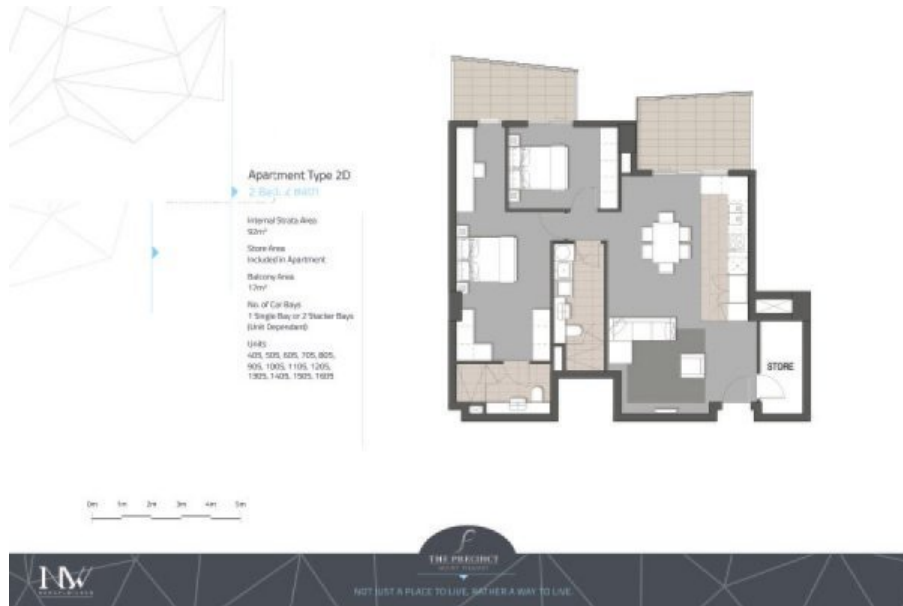 Apartment Type 2D
2 Bed, 2 Bath
Internal Strata Area
92m²
Store Area
Included in Apartment
Balcony Area
12m²
No. of Car Bays
1 Single Bay or 2 Stacker Bays
(Unit Dependant)
Units
405, 505, 605, 705, 805,
905, 1005, 1105, 1205,
1305, 1405, 1505, 1605
STORE
0m 1m 2m 3m 4m 5m
THE PRECINCT
NW
NOT JUST A PLACE TO LIVE, RATHER A WAY TO LIVE